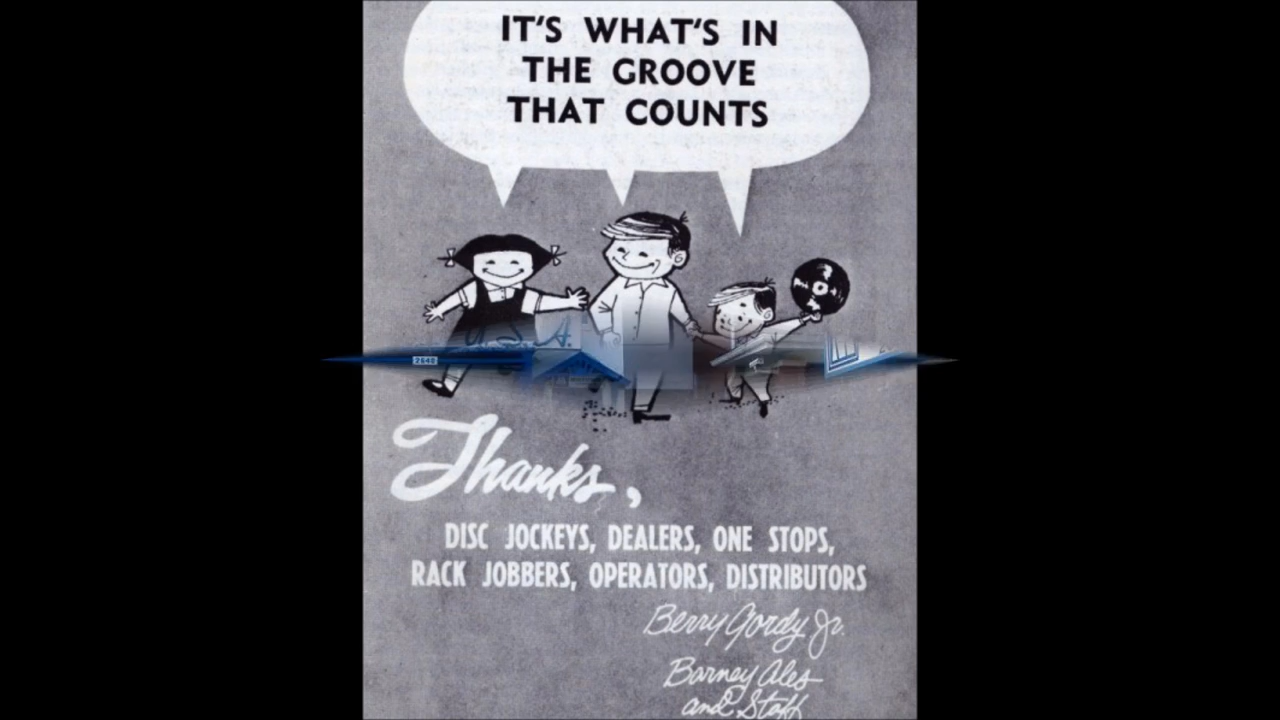 IT'S WHAT'S IN
THE GROOVE
THAT COUNTS
U.S.A.
2648
Thanks,
DISC JOCKEYS, DEALERS, ONE STOPS,
RACK JOBBERS, OPERATORS, DISTRIBUTORS
Berry Gordy Jr.
Barney Ales
and Staff